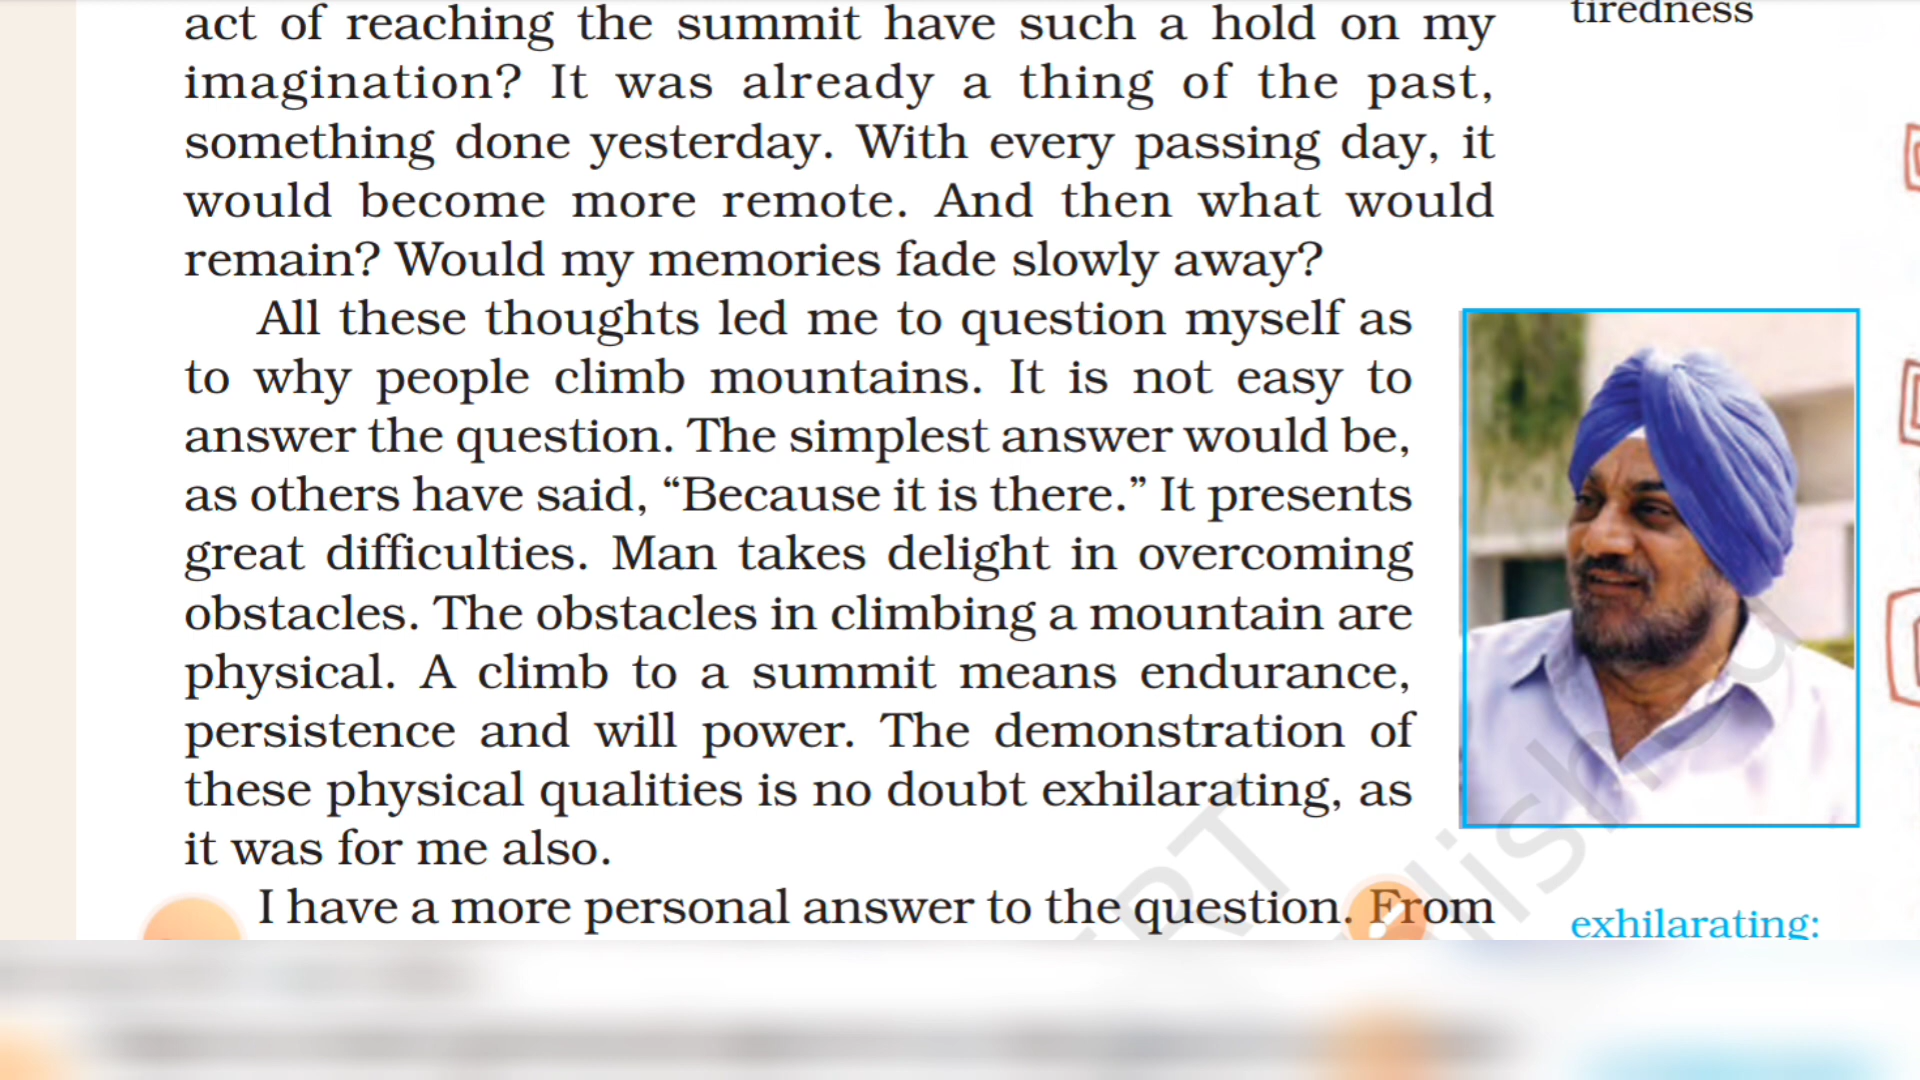 act of reaching the summit have such a hold on my
imagination? It was already a thing of the past,
something done yesterday. With every passing day, it
would become more remote. And then what would
remain? Would my memories fade slowly away?
All these thoughts led me to question myself as
to why people climb mountains. It is not easy to
answer the question. The simplest answer would be,
as others have said, “Because it is there.” It presents
great difficulties. Man takes delight in overcoming
obstacles. The obstacles in climbing a mountain are
physical. A climb to a summit means endurance,
persistence and will power. The demonstration of
these physical qualities is no doubt exhilarating, as
it was for me also.
I have a more personal answer to the question. From
tiredness
exhilarating: